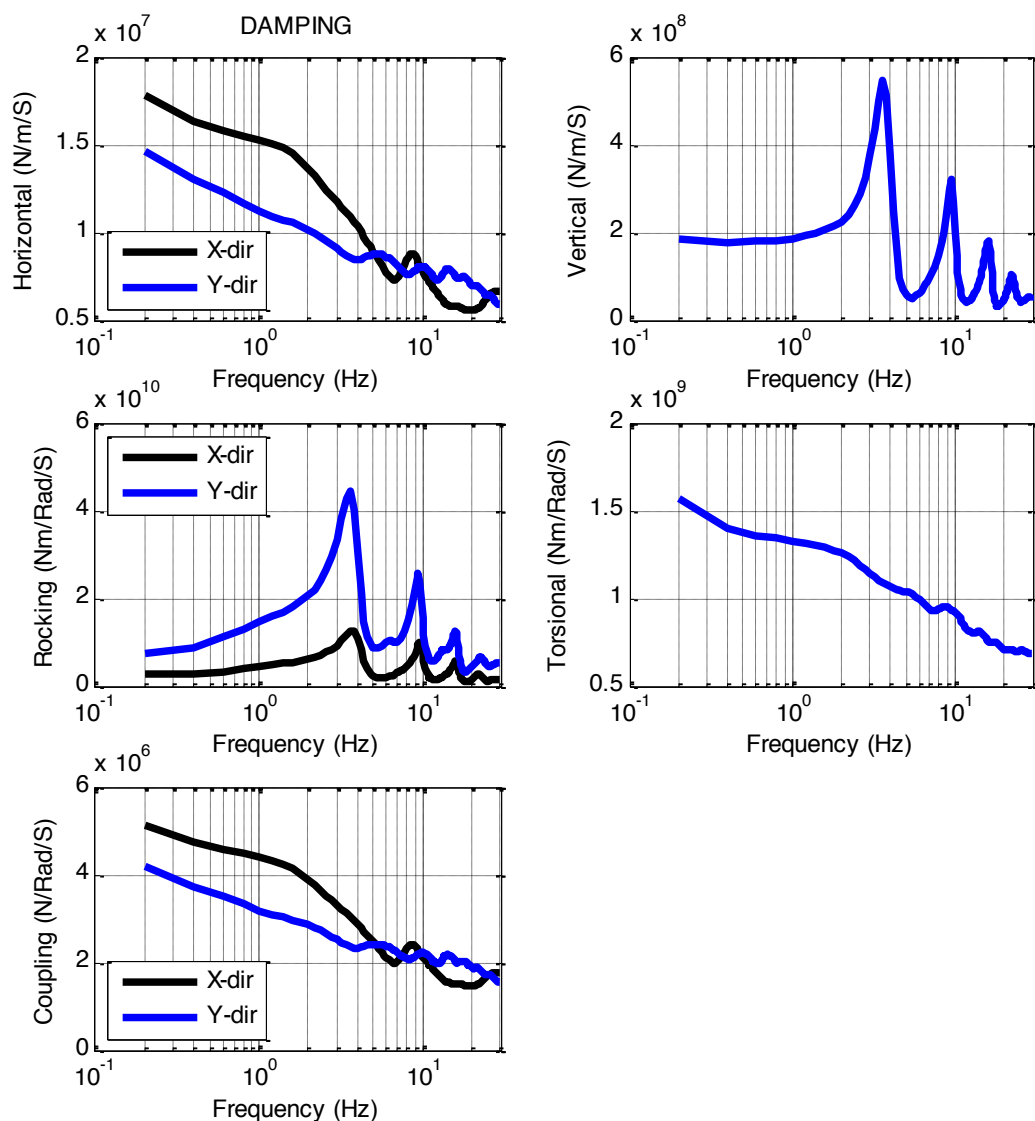 DAMPING
x 10^7
2
1.5
1
0.5
Horizontal (N/m/S)
X-dir
Y-dir
10^-1 10^0 10^1
Frequency (Hz)
x 10^8
6
4
2
0
Vertical (N/m/S)
10^-1 10^0 10^1
Frequency (Hz)
x 10^10
6
4
2
0
Rocking (Nm/Rad/S)
X-dir
Y-dir
10^-1 10^0 10^1
Frequency (Hz)
x 10^9
2
1.5
1
0.5
Torsional (Nm/Rad/S)
10^-1 10^0 10^1
Frequency (Hz)
x 10^6
6
4
2
0
Coupling (N/Rad/S)
X-dir
Y-dir
10^-1 10^0 10^1
Frequency (Hz)